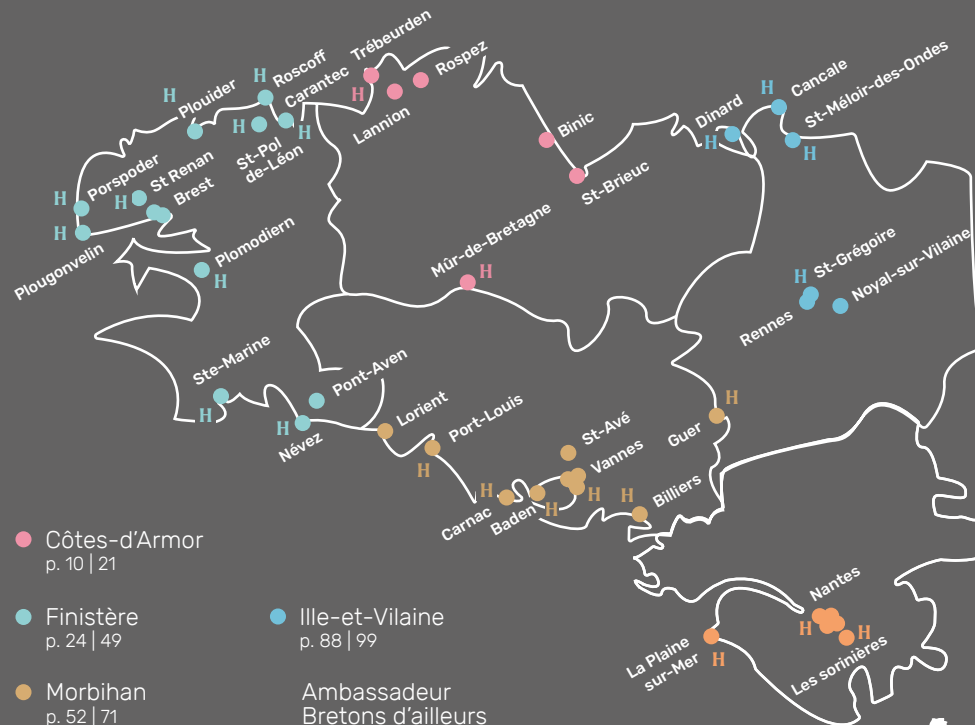 Trébeurden
H
Rospez
Lannion
H
Roscoff
Carantec
H
H
St-Pol
de-Léon
H
Plouider
Binic
St-Brieuc
H
Cancale
St-Méloir-des-Ondes
H
Dinard
H
H
Porspoder
H
St Renan
Brest
H
Plougonvelin
Plomodiern
H
Mûr-de-Bretagne
H
St-Grégoire
H
Noyal-sur-Vilaine
Rennes
Ste-Marine
H
Pont-Aven
H
Névez
Lorient
Port-Louis
H
St-Avé
Vannes
H
H
Carnac
Baden
H
H
Billiers
H
Guer
Nantes
H
H
Les sorinières
La Plaine
sur-Mer
H
Côtes-d'Armor
p. 10 | 21
Finistère
p. 24 | 49
Ille-et-Vilaine
p. 88 | 99
Morbihan
p. 52 | 71
Ambassadeur
Bretons d'ailleurs